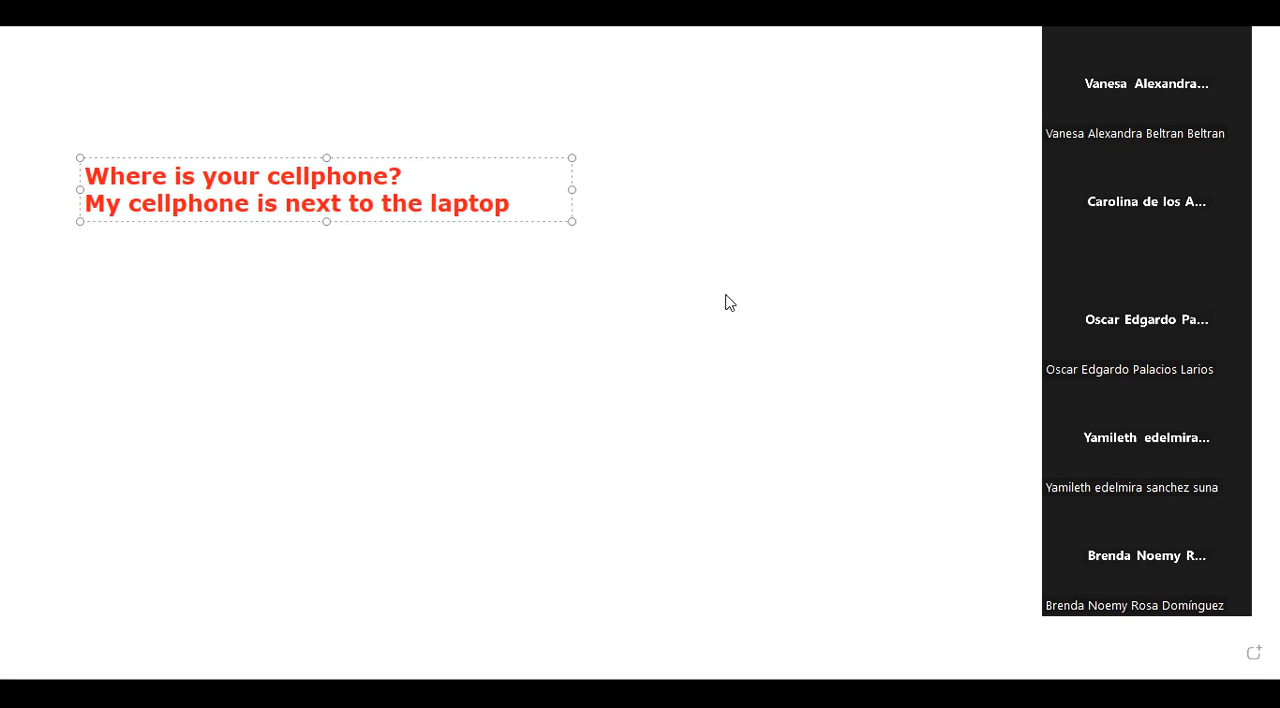 Where is your cellphone?
My cellphone is next to the laptop
Vanesa Alexandra...
Vanesa Alexandra Beltran Beltran
Carolina de los A...
Oscar Edgardo Pa...
Oscar Edgardo Palacios Larios
Yamileth edelmira...
Yamileth edelmira sanchez suna
Brenda Noemy R...
Brenda Noemy Rosa Domínguez